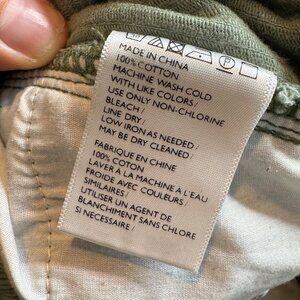 MADE IN CHINA
100% COTTON
MACHINE WASH COLD
WITH LIKE COLORS/
USE ONLY NON-CHLORINE
BLEACH/
LINE DRY/
LOW IRON AS NEEDED/
MAY BE DRY CLEANED/
FABRIQUE EN CHINE
100% COTON
LAVER À LA MACHINE À L'EAU
FROIDE AVEC COULEURS/
SIMILAIRES/
UTILISER UN AGENT DE
BLANCHIMENT SANS CHLORE
SI NECESSAIRE/